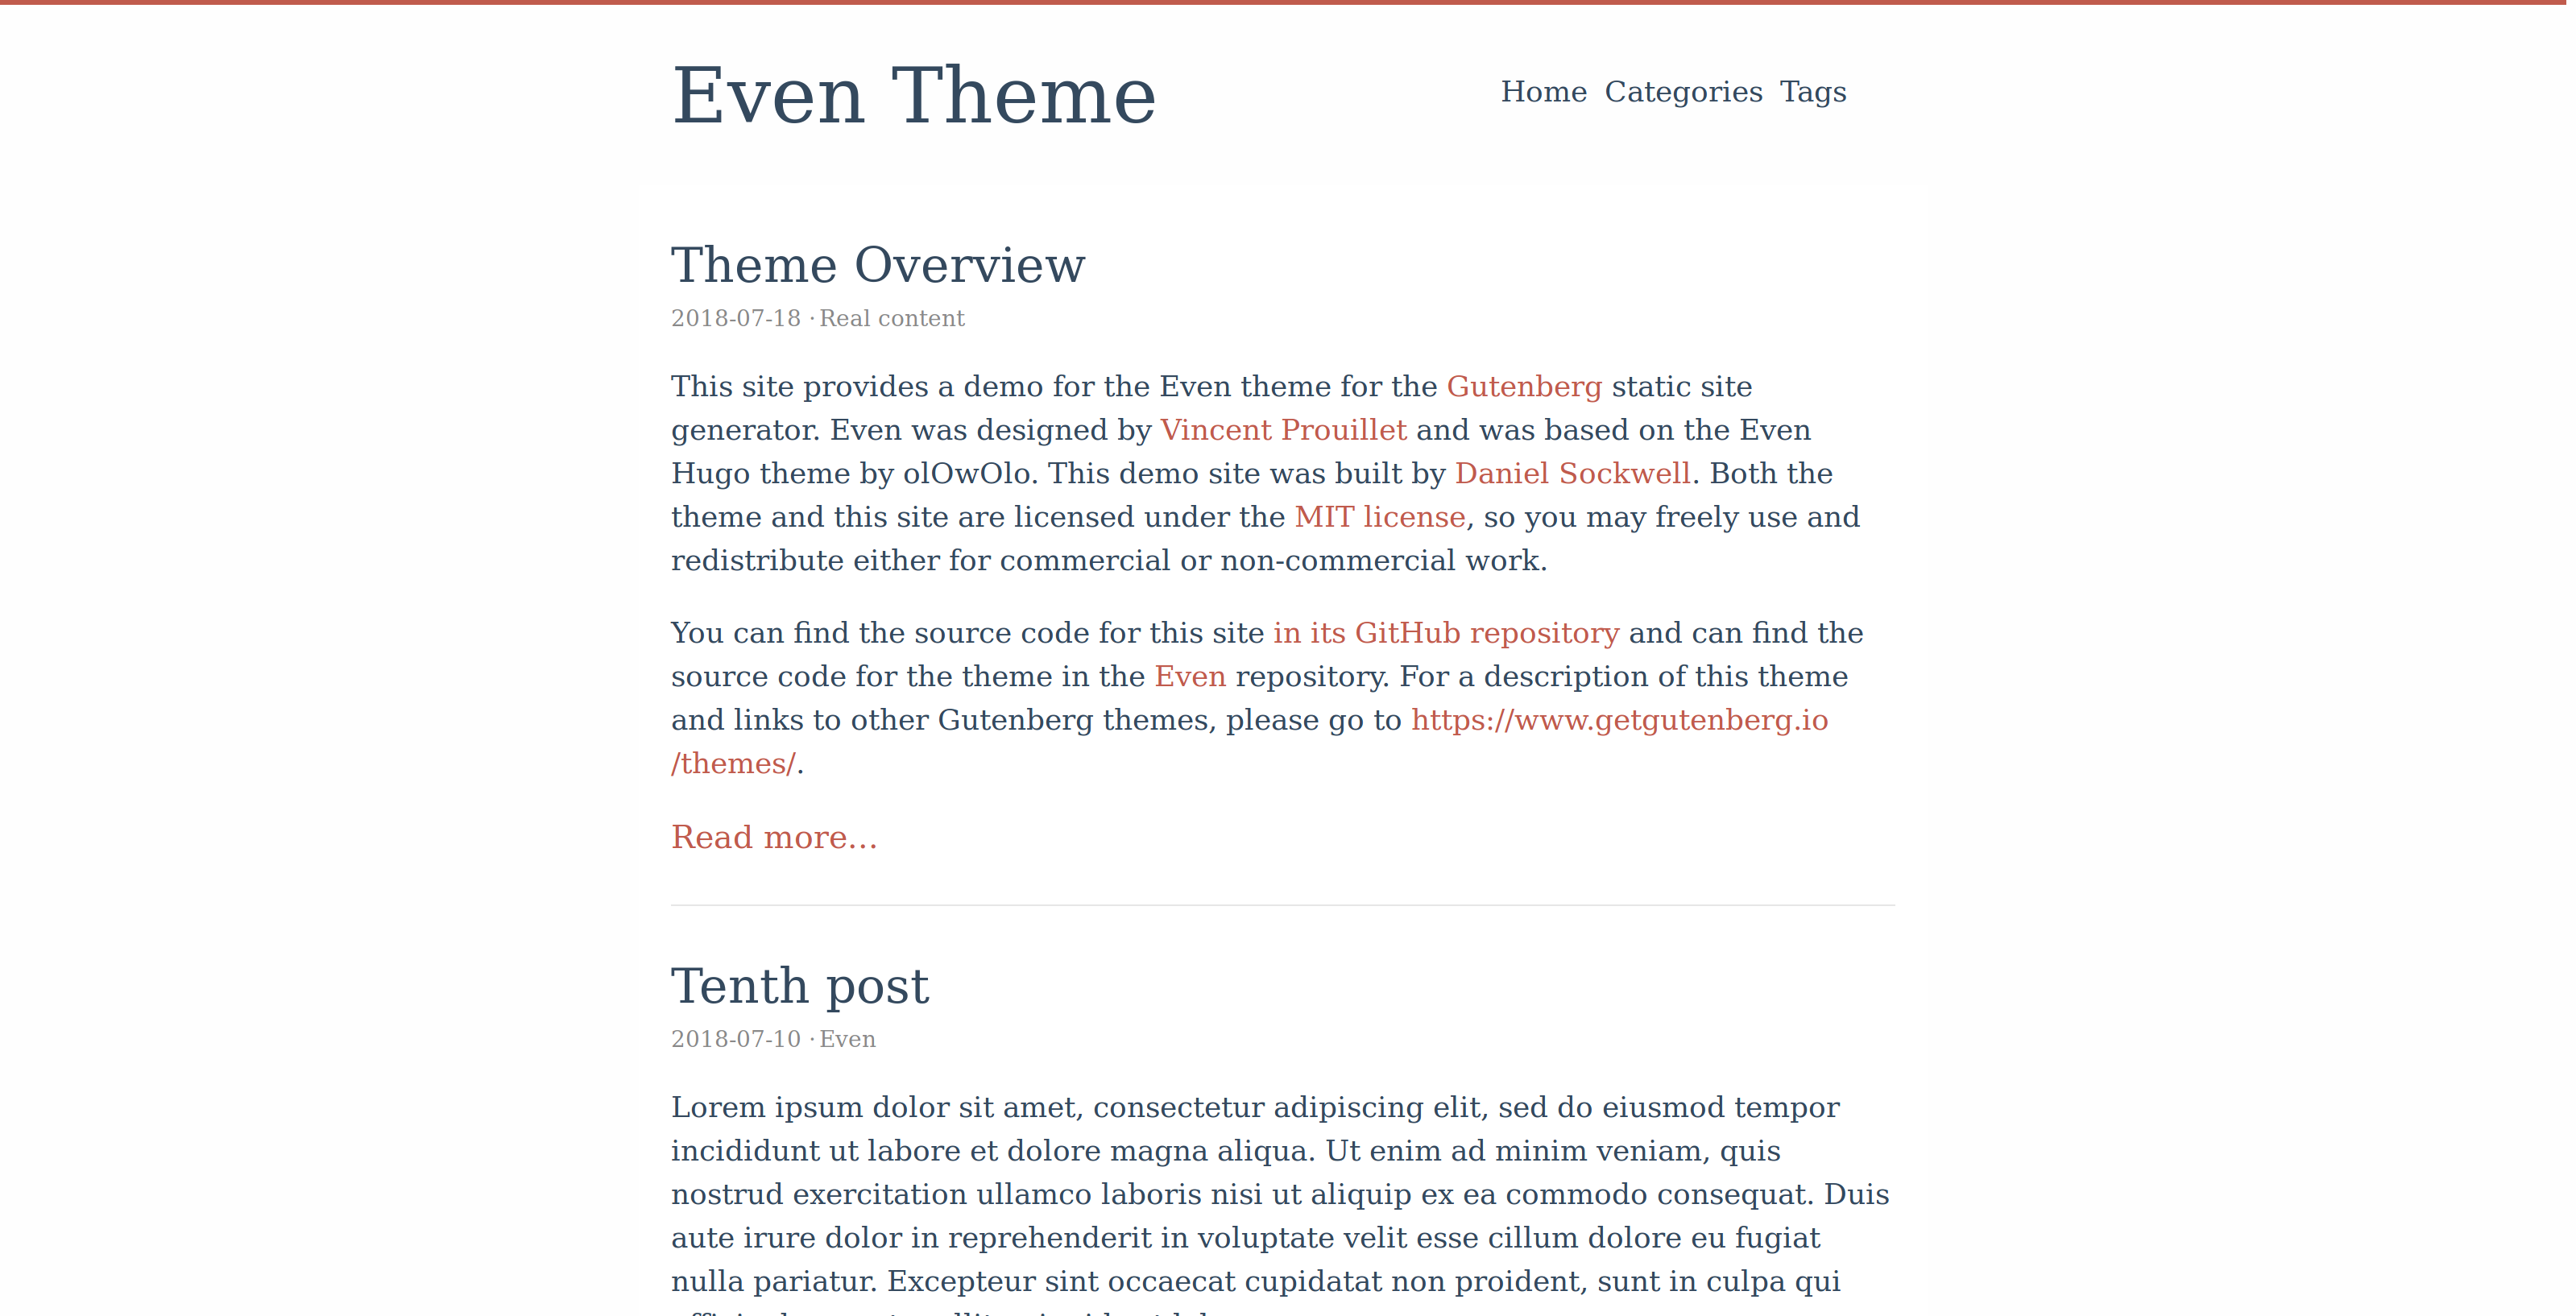 Even Theme
Home Categories Tags
Theme Overview
2018-07-18 · Real content
This site provides a demo for the Even theme for the Gutenberg static site
generator. Even was designed by Vincent Prouillet and was based on the Even
Hugo theme by olOwOlo. This demo site was built by Daniel Sockwell. Both the
theme and this site are licensed under the MIT license, so you may freely use and
redistribute either for commercial or non-commercial work.
You can find the source code for this site in its GitHub repository and can find the
source code for the theme in the Even repository. For a description of this theme
and links to other Gutenberg themes, please go to https://www.getgutenberg.io
/themes/.
Read more...
Tenth post
2018-07-10 · Even
Lorem ipsum dolor sit amet, consectetur adipiscing elit, sed do eiusmod tempor
incididunt ut labore et dolore magna aliqua. Ut enim ad minim veniam, quis
nostrud exercitation ullamco laboris nisi ut aliquip ex ea commodo consequat. Duis
aute irure dolor in reprehenderit in voluptate velit esse cillum dolore eu fugiat
nulla pariatur. Excepteur sint occaecat cupidatat non proident, sunt in culpa qui